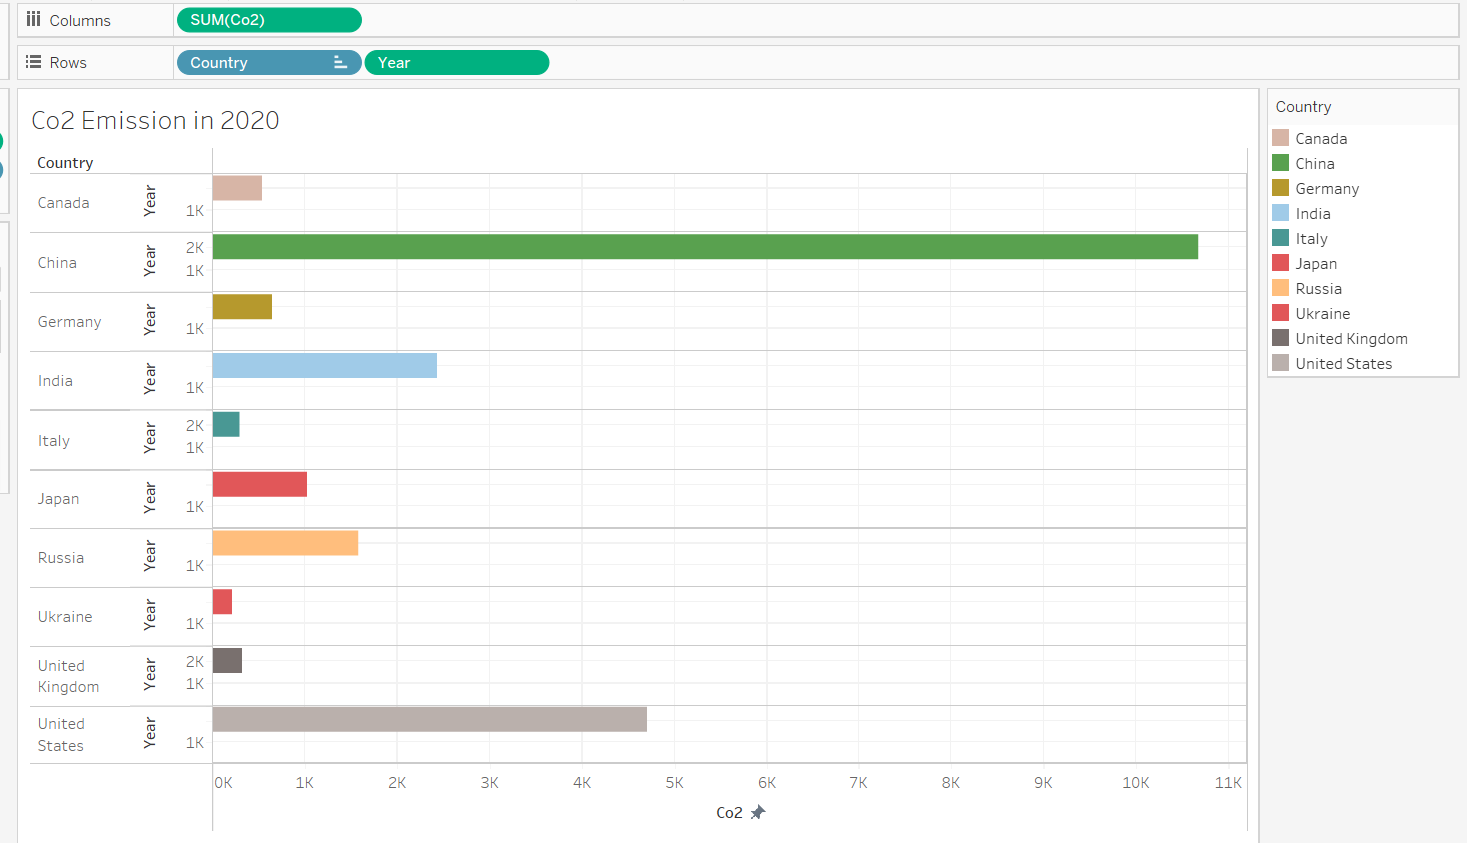 Columns SUM(Co2)
Rows Country Year
Co2 Emission in 2020
Country
Canada Year 1K
China Year 2K
1K
Germany Year 1K
India Year 1K
Italy Year 2K
1K
Japan Year 1K
Russia Year 1K
Ukraine Year 1K
United
Kingdom Year 2K
1K
United
States Year 1K
0K 1K 2K 3K 4K 5K 6K 7K 8K 9K 10K 11K
Co2
Country
Canada
China
Germany
India
Italy
Japan
Russia
Ukraine
United Kingdom
United States